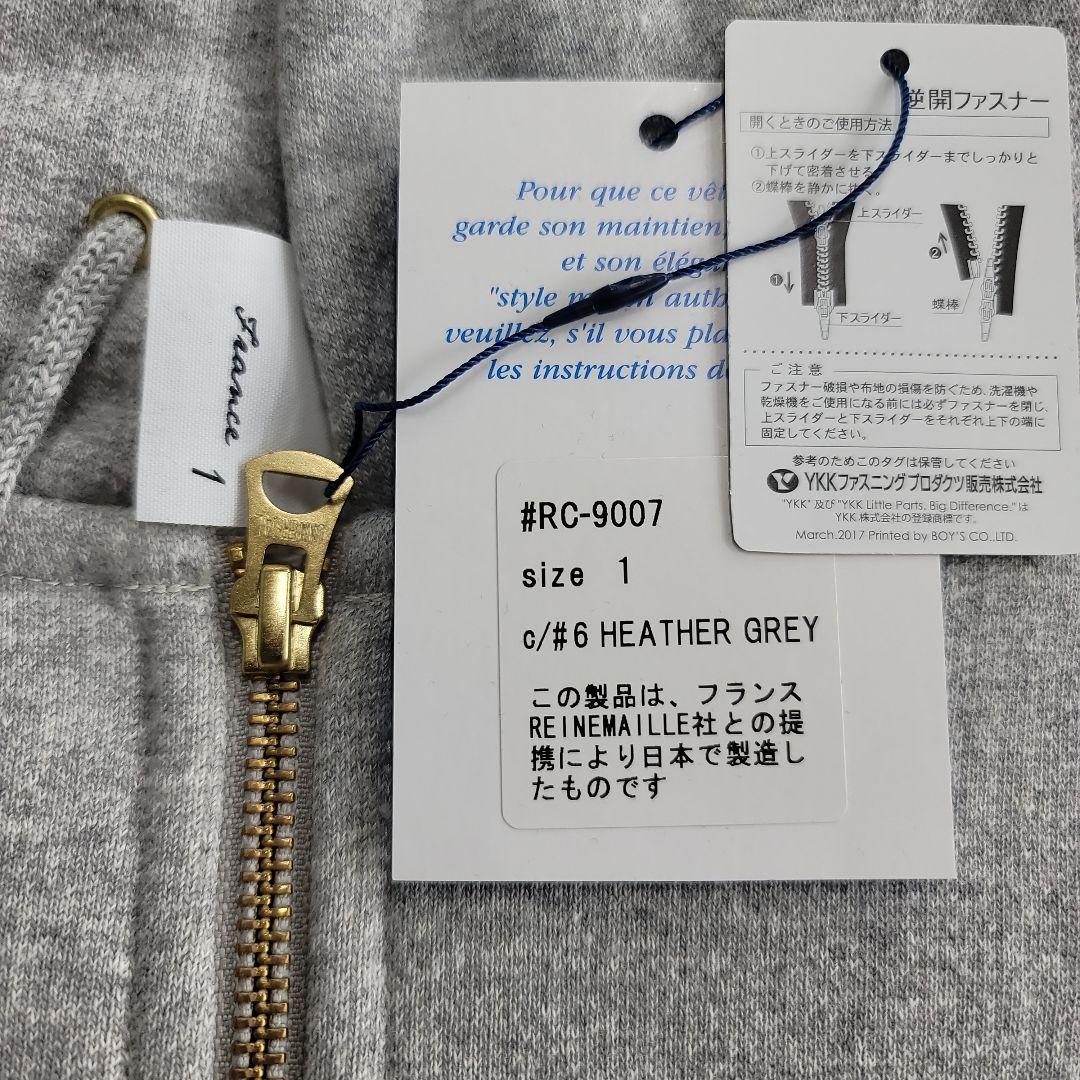 France
1
Pour que ce
garde son maintien
et son
"style
veuillez, s'il vous
les instructions
#RC-9007
size 1
c/#6 HEATHER GREY
この製品は、フランス
REINEMAILLE社との提
携により日本で製造し
たものです
逆開ファスナー
開くときのご使用方法
①上スライダーを下スライダーまでしっかりと
下げて密着させる
②蝶棒を静かに抜く。
上スライダー
❶
❷
蝶棒
下スライダー
ご注意
ファスナー破損や布地の損傷を防ぐため、洗濯機や
乾燥機をご使用になる前には必ずファスナーを閉じ、
上スライダーと下スライダーをそれぞれ上下の端に
固定してください。
参考のためこのタグは保管してください
YKKファスニングプロダクツ販売株式会社
"YKK" 及び "YKK Little Parts. Big Difference." は
YKK 株式会社の登録商標です。
March.2017 Printed by BOY'S CO.,LTD.